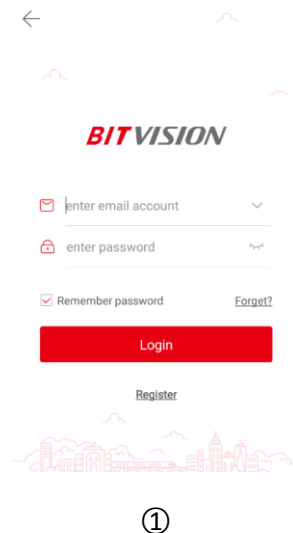 BITVISION
enter email account
enter password
Remember password Forget?
Login
Register
①